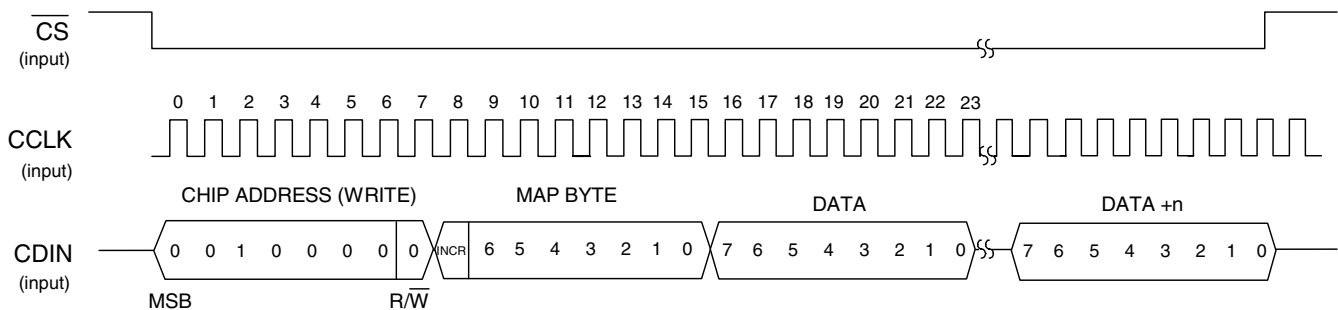 CS
(input)
0 1 2 3 4 5 6 7 8 9 10 11 12 13 14 15 16 17 18 19 20 21 22 23
CCLK
(input)
CHIP ADDRESS (WRITE) MAP BYTE DATA DATA +n
CDIN 0 0 1 0 0 0 0 0 INCR 6 5 4 3 2 1 0 7 6 5 4 3 2 1 0 7 6 5 4 3 2 1 0
(input)
MSB R/W